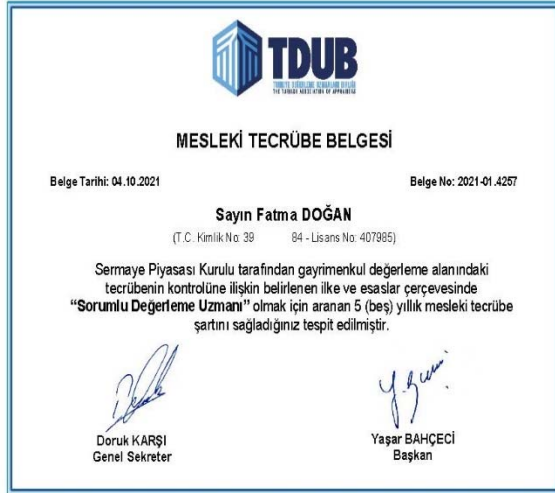 TDUB
TÜRKİYE DEĞERLEME UZMANLARI BİRLİĞİ
THE TURKISH ASSOCIATION OF APPRAISERS
MESLEKİ TECRÜBE BELGESİ
Belge Tarihi: 04.10.2021 Belge No: 2021-01.4257
Sayın Fatma DOĞAN
(T.C. Kimlik No: 39 84 - Lisans No: 407985)
Sermaye Piyasası Kurulu tarafından gayrimenkul değerleme alanındaki
tecrübenin kontrolüne ilişkin belirlenen ilke ve esaslar çerçevesinde
“Sorumlu Değerleme Uzmanı” olmak için aranan 5 (beş) yıllık mesleki tecrübe
şartını sağladığınız tespit edilmiştir.
Doruk KARŞI Yaşar BAHÇECİ
Genel Sekreter Başkan